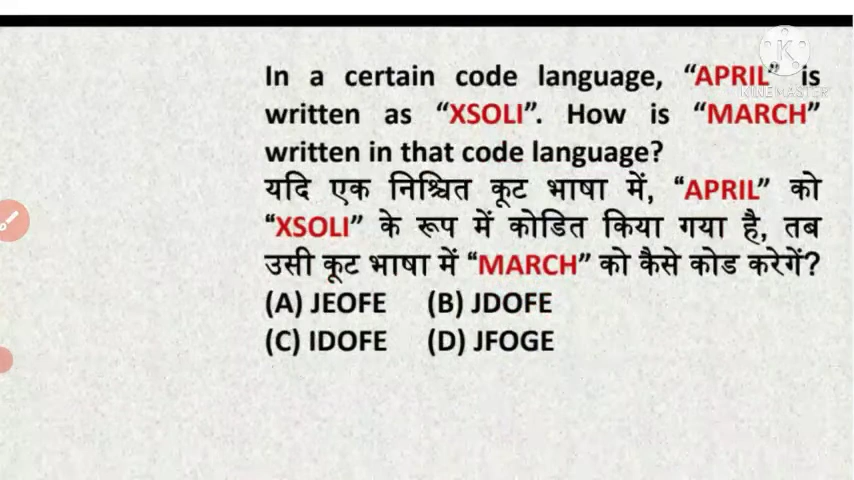 KINEMASTER
In a certain code language, “APRIL” is
written as “XSOLI”. How is “MARCH”
written in that code language?
यदि एक निश्चित कूट भाषा में, “APRIL” को
“XSOLI” के रूप में कोडित किया गया है, तब
उसी कूट भाषा में “MARCH” को कैसे कोड करेगें?
(A) JEOFE (B) JDOFE
(C) IDOFE (D) JFOGE